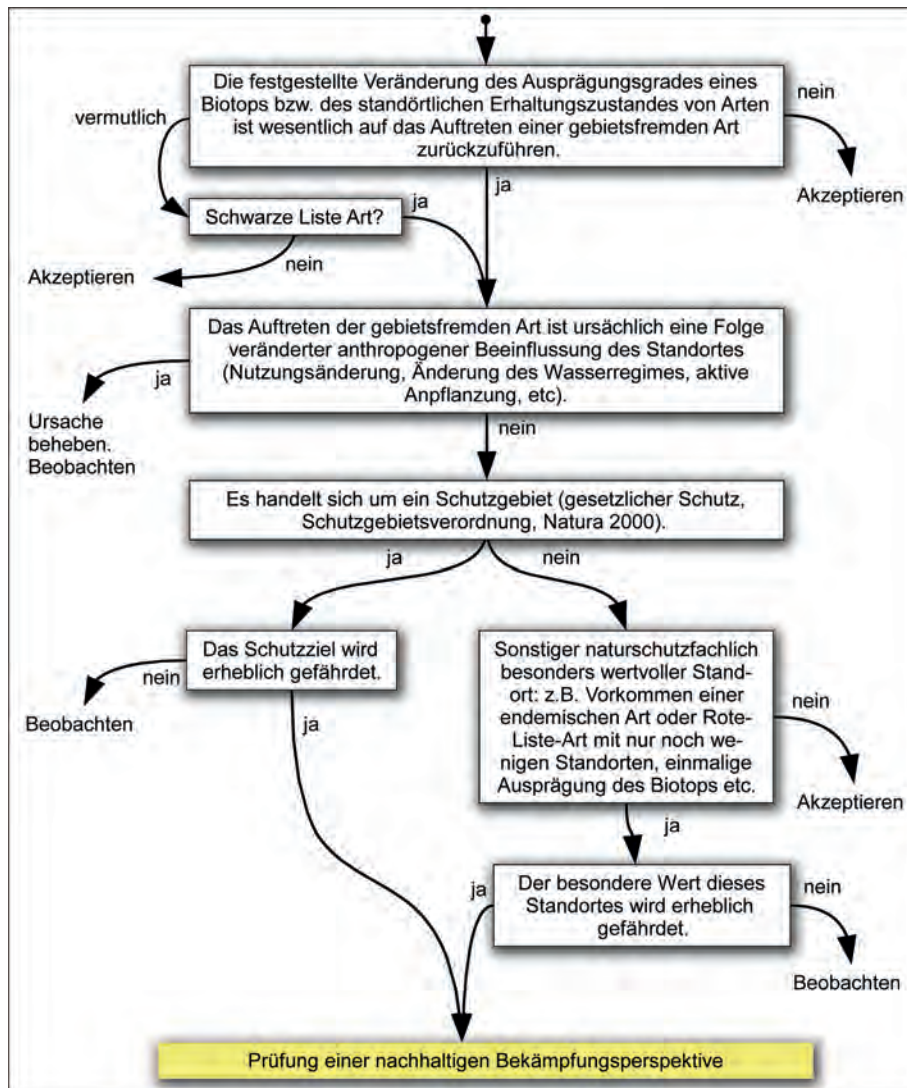 Die festgestellte Veränderung des Ausprägungsgrades eines
Biotops bzw. des standörtlichen Erhaltungszustandes von Arten
ist wesentlich auf das Auftreten einer gebietsfremden Art
zurückzuführen.
nein
Akzeptieren
vermutlich
ja
Schwarze Liste Art?
ja
nein
Akzeptieren
Das Auftreten der gebietsfremden Art ist ursächlich eine Folge
veränderter anthropogener Beeinflussung des Standortes
(Nutzungsänderung, Änderung des Wasserregimes, aktive
Anpflanzung, etc).
ja
Ursache
beheben.
Beobachten
nein
Es handelt sich um ein Schutzgebiet (gesetzlicher Schutz,
Schutzgebietsverordnung, Natura 2000).
ja
nein
Das Schutzziel wird
erheblich gefährdet.
nein
Beobachten
ja
Sonstiger naturschutzfachlich
besonders wertvoller Stand-
ort: z.B. Vorkommen einer
endemischen Art oder Rote-
Liste-Art mit nur noch we-
nigen Standorten, einmalige
Ausprägung des Biotops etc.
nein
Akzeptieren
ja
Der besondere Wert dieses
Standortes wird erheblich
gefährdet.
ja
nein
Beobachten
Prüfung einer nachhaltigen Bekämpfungsperspektive